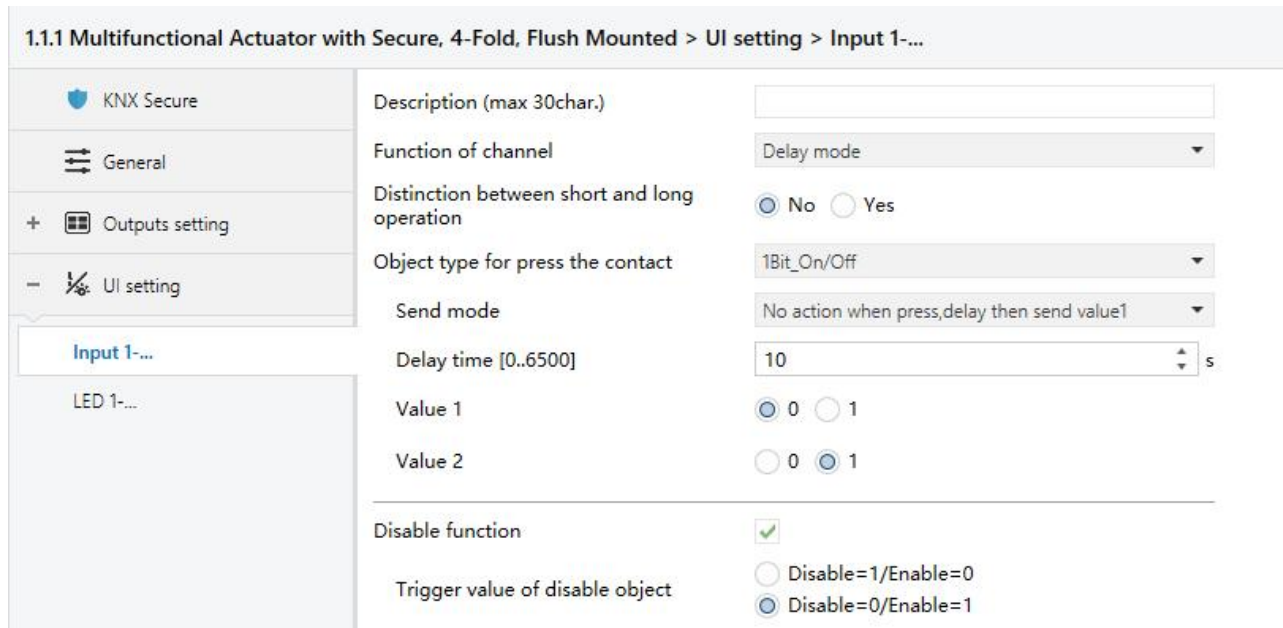 1.1.1 Multifunctional Actuator with Secure, 4-Fold, Flush Mounted > UI setting > Input 1-...
KNX Secure
General
+ Outputs setting
− UI setting
Input 1-...
LED 1-...
Description (max 30char.)
Function of channel
Delay mode
Distinction between short and long
operation
No Yes
Object type for press the contact
1Bit_On/Off
Send mode
No action when press,delay then send value1
Delay time [0..6500]
10 s
Value 1
0 1
Value 2
0 1
Disable function
Trigger value of disable object
Disable=1/Enable=0
Disable=0/Enable=1